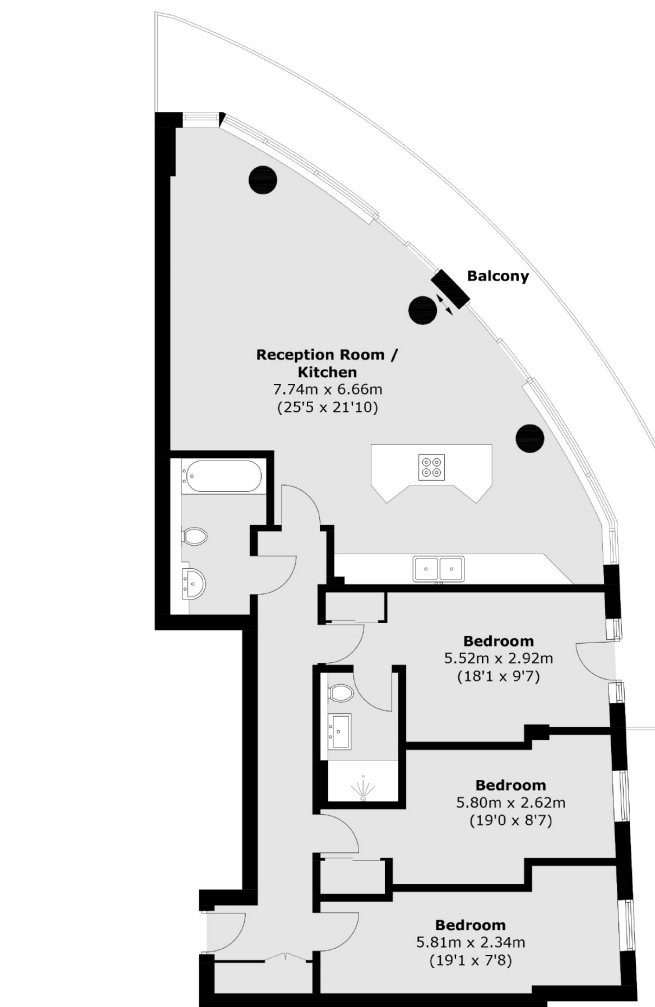 Balcony
Reception Room /
Kitchen
7.74m x 6.66m
(25'5 x 21'10)
Bedroom
5.52m x 2.92m
(18'1 x 9'7)
Bedroom
5.80m x 2.62m
(19'0 x 8'7)
Bedroom
5.81m x 2.34m
(19'1 x 7'8)